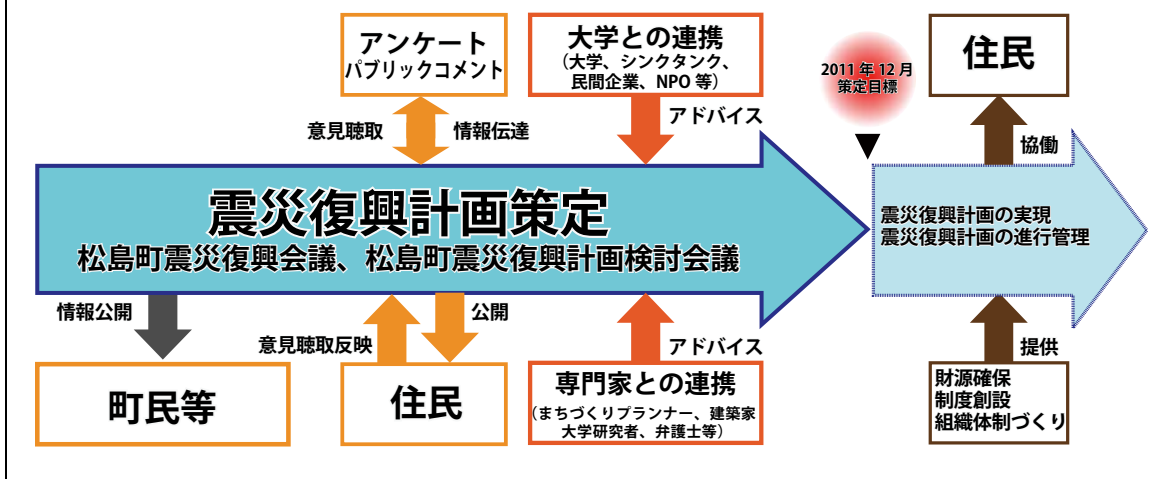 アンケート
パブリックコメント
大学との連携
（大学、シンクタンク、
民間企業、NPO 等）
2011 年 12 月
策定目標
住民
意見聴取
情報伝達
アドバイス
協働
震災復興計画策定
松島町震災復興会議、松島町震災復興計画検討会議
震災復興計画の実現
震災復興計画の進行管理
情報公開
意見聴取反映
公開
アドバイス
提供
町民等
住民
専門家との連携
（まちづくりプランナー、建築家
大学研究者、弁護士等）
財源確保
制度創設
組織体制づくり